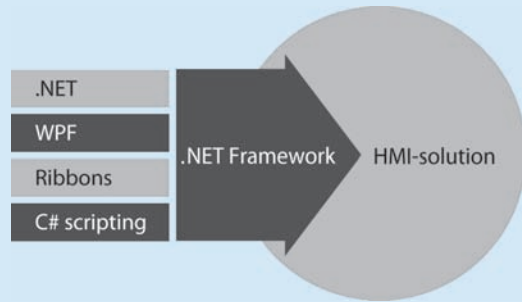 .NET
WPF
Ribbons
C# scripting
.NET Framework
HMI-solution